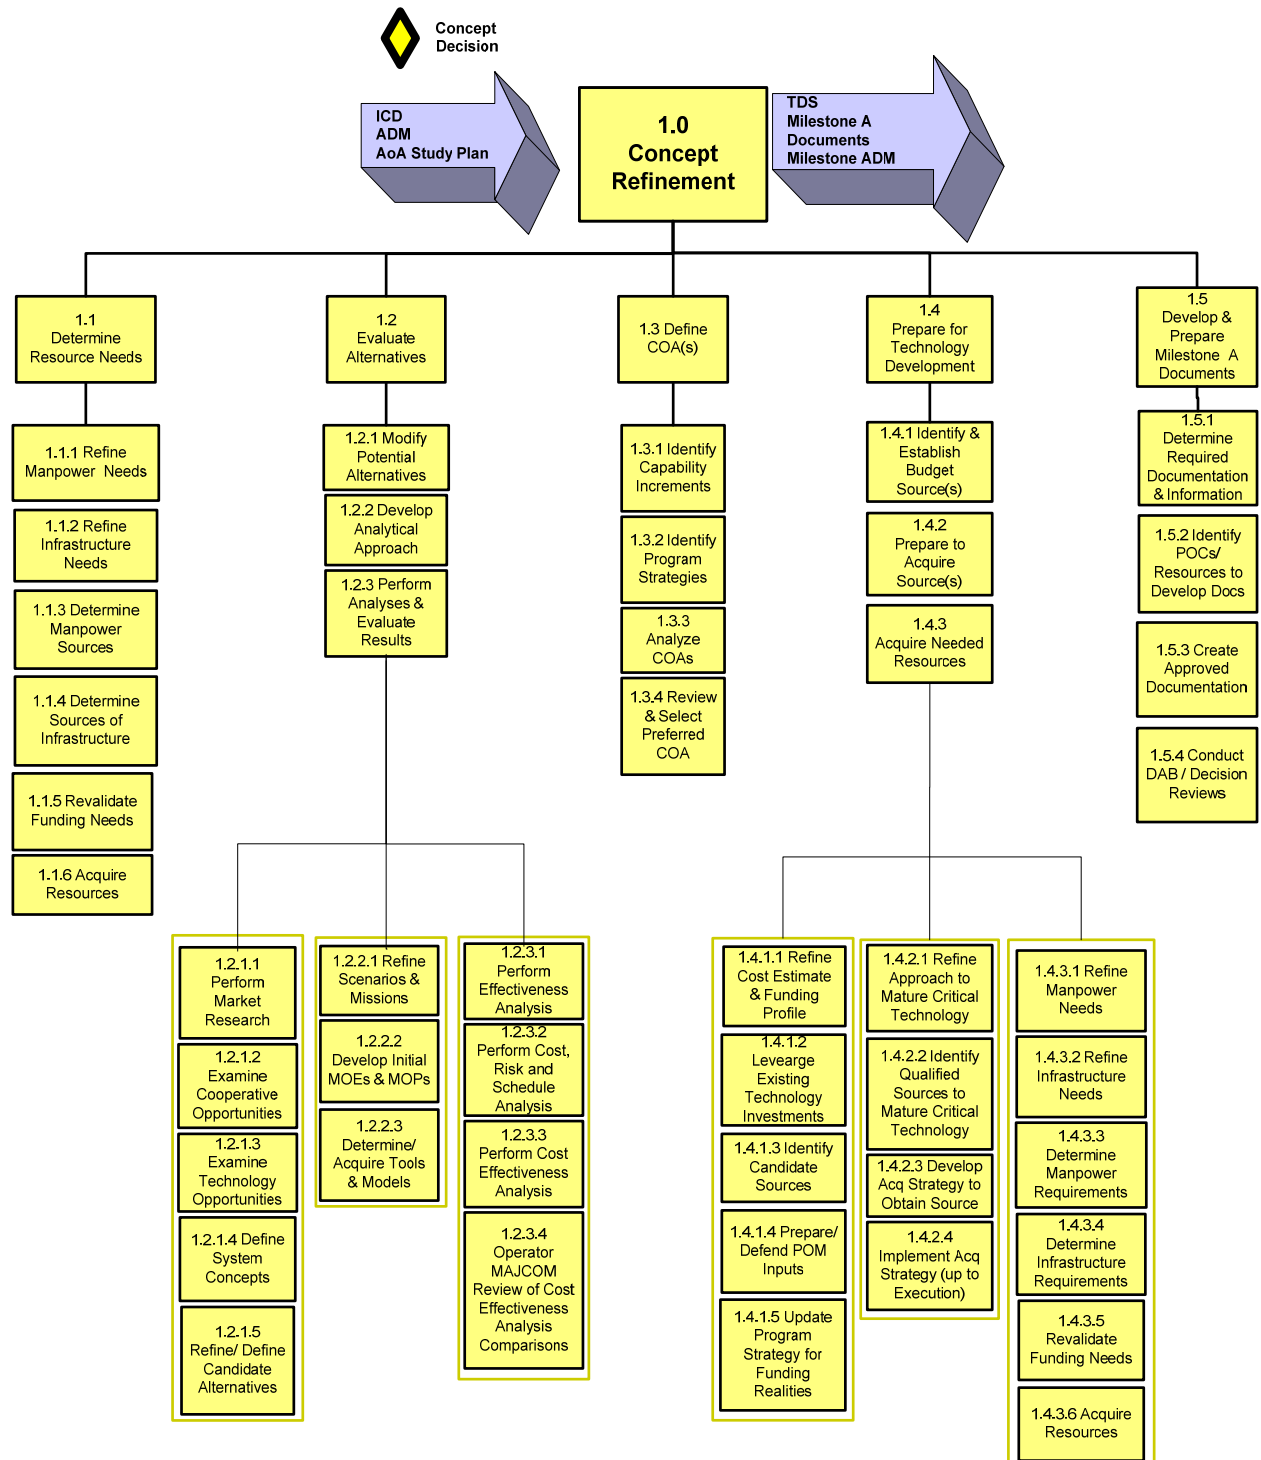 Concept
Decision
ICD
ADM
AoA Study Plan
1.0
Concept
Refinement
TDS
Milestone A
Documents
Milestone ADM
1.1
Determine
Resource Needs
1.2
Evaluate
Alternatives
1.3 Define
COA(s)
1.4
Prepare for
Technology
Development
1.5
Develop &
Prepare
Milestone A
Documents
1.1.1 Refine
Manpower Needs
1.1.2 Refine
Infrastructure
Needs
1.1.3 Determine
Manpower
Sources
1.1.4 Determine
Sources of
Infrastructure
1.1.5 Revalidate
Funding Needs
1.1.6 Acquire
Resources
1.2.1 Modify
Potential
Alternatives
1.2.2 Develop
Analytical
Approach
1.2.3 Perform
Analyses &
Evaluate
Results
1.3.1 Identify
Capability
Increments
1.3.2 Identify
Program
Strategies
1.3.3
Analyze
COAs
1.3.4 Review
& Select
Preferred
COA
1.4.1 Identify &
Establish
Budget
Source(s)
1.4.2
Prepare to
Acquire
Source(s)
1.4.3
Acquire Needed
Resources
1.5.1
Determine
Required
Documentation
& Information
1.5.2 Identify
POCs/
Resources to
Develop Docs
1.5.3 Create
Approved
Documentation
1.5.4 Conduct
DAB / Decision
Reviews
1.2.1.1
Perform
Market
Research
1.2.1.2
Examine
Cooperative
Opportunities
1.2.1.3
Examine
Technology
Opportunities
1.2.1.4 Define
System
Concepts
1.2.1.5
Refine/ Define
Candidate
Alternatives
1.2.2.1 Refine
Scenarios &
Missions
1.2.2.2
Develop Initial
MOEs & MOPs
1.2.2.3
Determine/
Acquire Tools
& Models
1.2.3.1
Perform
Effectiveness
Analysis
1.2.3.2
Perform Cost,
Risk and
Schedule
Analysis
1.2.3.3
Perform Cost
Effectiveness
Analysis
1.2.3.4
Operator
MAJCOM
Review of Cost
Effectiveness
Analysis
Comparisons
1.4.1.1 Refine
Cost Estimate
& Funding
Profile
1.4.1.2
Levearge
Existing
Technology
Investments
1.4.1.3 Identify
Candidate
Sources
1.4.1.4 Prepare/
Defend POM
Inputs
1.4.1.5 Update
Program
Strategy for
Funding
Realities
1.4.2.1 Refine
Approach to
Mature Critical
Technology
1.4.2.2 Identify
Qualified
Sources to
Mature Critical
Technology
1.4.2.3 Develop
Acq Strategy to
Obtain Source
1.4.2.4
Implement Acq
Strategy (up to
Execution)
1.4.3.1 Refine
Manpower
Needs
1.4.3.2 Refine
Infrastructure
Needs
1.4.3.3
Determine
Manpower
Requirements
1.4.3.4
Determine
Infrastructure
Requirements
1.4.3.5
Revalidate
Funding Needs
1.4.3.6 Acquire
Resources